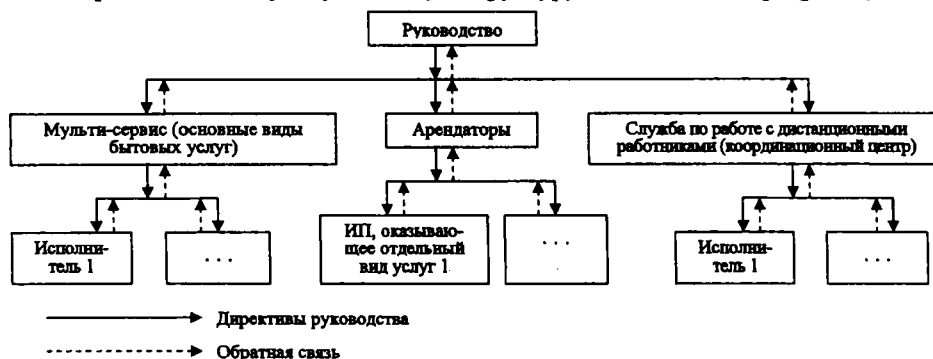 Руководство
Мульти-сервис (основные виды
бытовых услуг)
Арендаторы
Служба по работе с дистанционными
работниками (координационный центр)
Исполни-
тель 1
. . .
ИП, оказываю-
щее отдельный
вид услуг 1
. . .
Исполни-
тель 1
. . .
Директивы руководства
Обратная связь